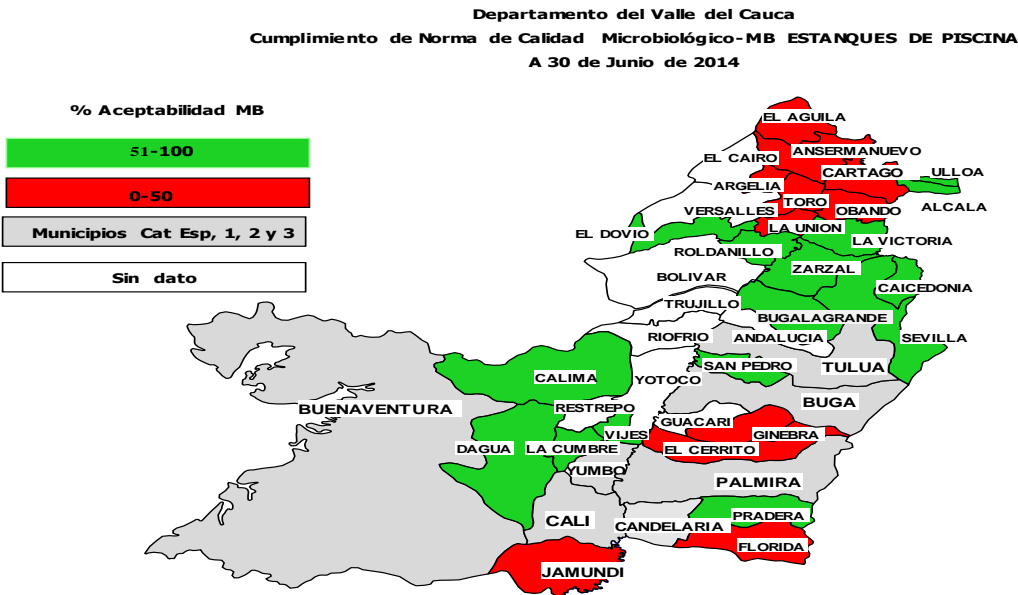 Departamento del Valle del Cauca
Cumplimiento de Norma de Calidad Microbiológico-MB ESTANQUES DE PISCINA
A 30 de Junio de 2014
% Aceptabilidad MB
51-100
0-50
Municipios Cat Esp, 1, 2 y 3
Sin dato
EL AGUILA
ANSERMANUEVO
EL CAIRO
CARTAGO
ULLOA
ARGELIA
TORO
ALCALA
VERSALLES
OBANDO
EL DOVIO
LA UNION
LA VICTORIA
ROLDANILLO
ZARZAL
BOLIVAR
CAICEDONIA
TRUJILLO
BUGALAGRANDE
RIOFRIO
ANDALUCIA
SEVILLA
SAN PEDRO
TULUA
CALIMA
YOTOCO
BUGA
BUENAVENTURA
RESTREPO
GUACARI
VIJES
GINEBRA
DAGUA
LA CUMBRE
EL CERRITO
YUMBO
PALMIRA
PRADERA
CALI
CANDELARIA
FLORIDA
JAMUNDI